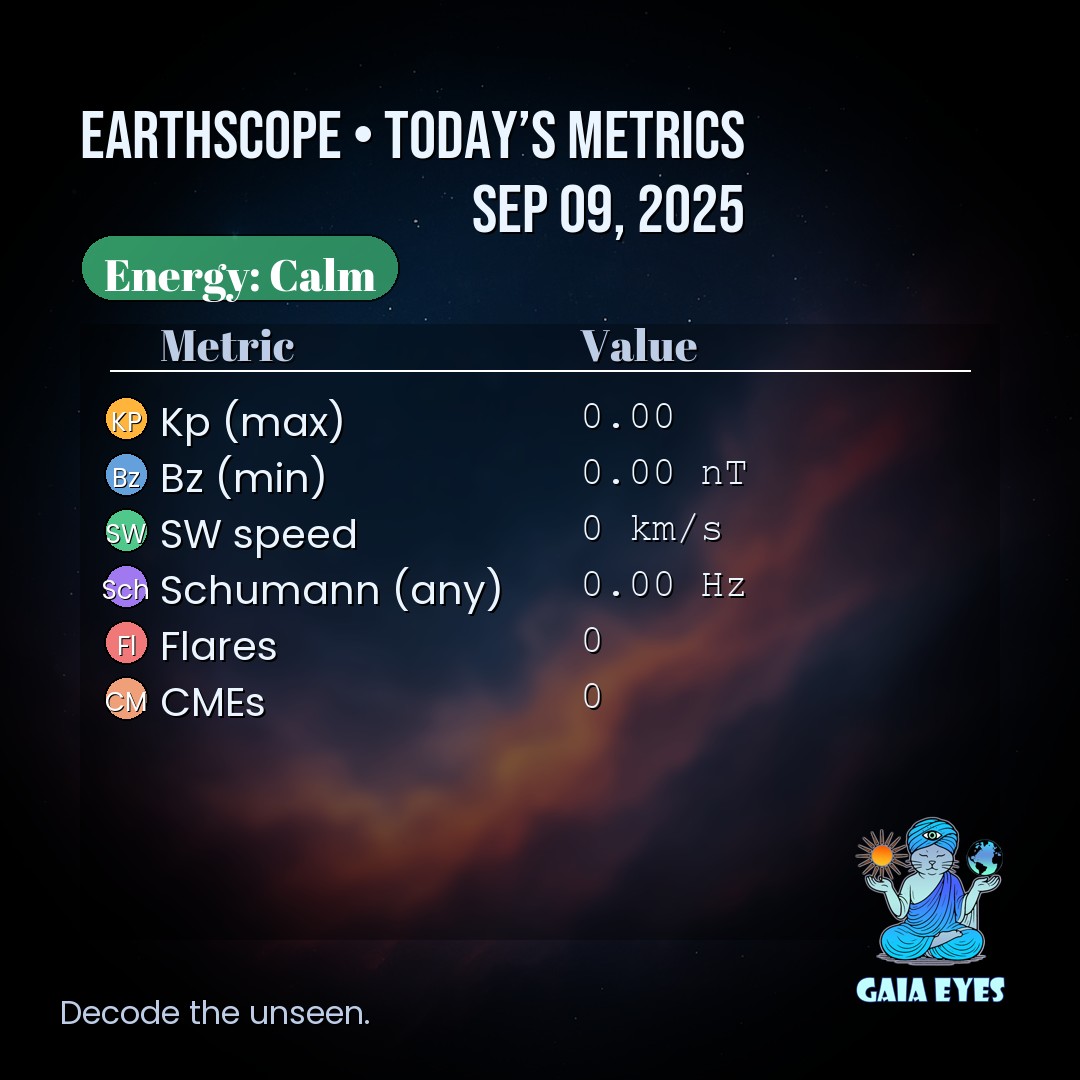 EARTHSCOPE • TODAY’S METRICS
SEP 09, 2025
Energy: Calm
Metric Value
KP Kp (max) 0.00
Bz Bz (min) 0.00 nT
SW SW speed 0 km/s
Sch Schumann (any) 0.00 Hz
Fl Flares 0
CM CMEs 0
GAIA EYES
Decode the unseen.